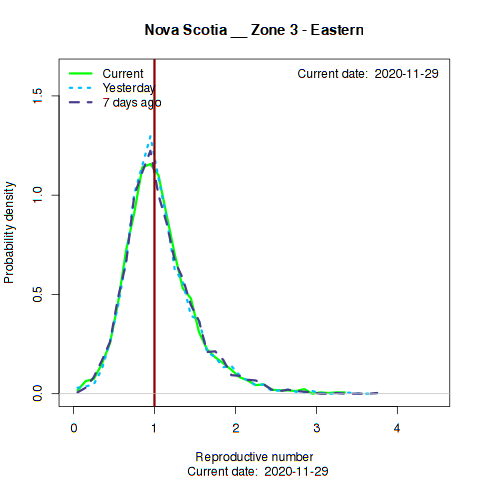 Nova Scotia __ Zone 3 - Eastern
Current
Yesterday
7 days ago
Current date: 2020-11-29
Probability density
1.5
1.0
0.5
0.0
0 1 2 3 4
Reproductive number
Current date: 2020-11-29